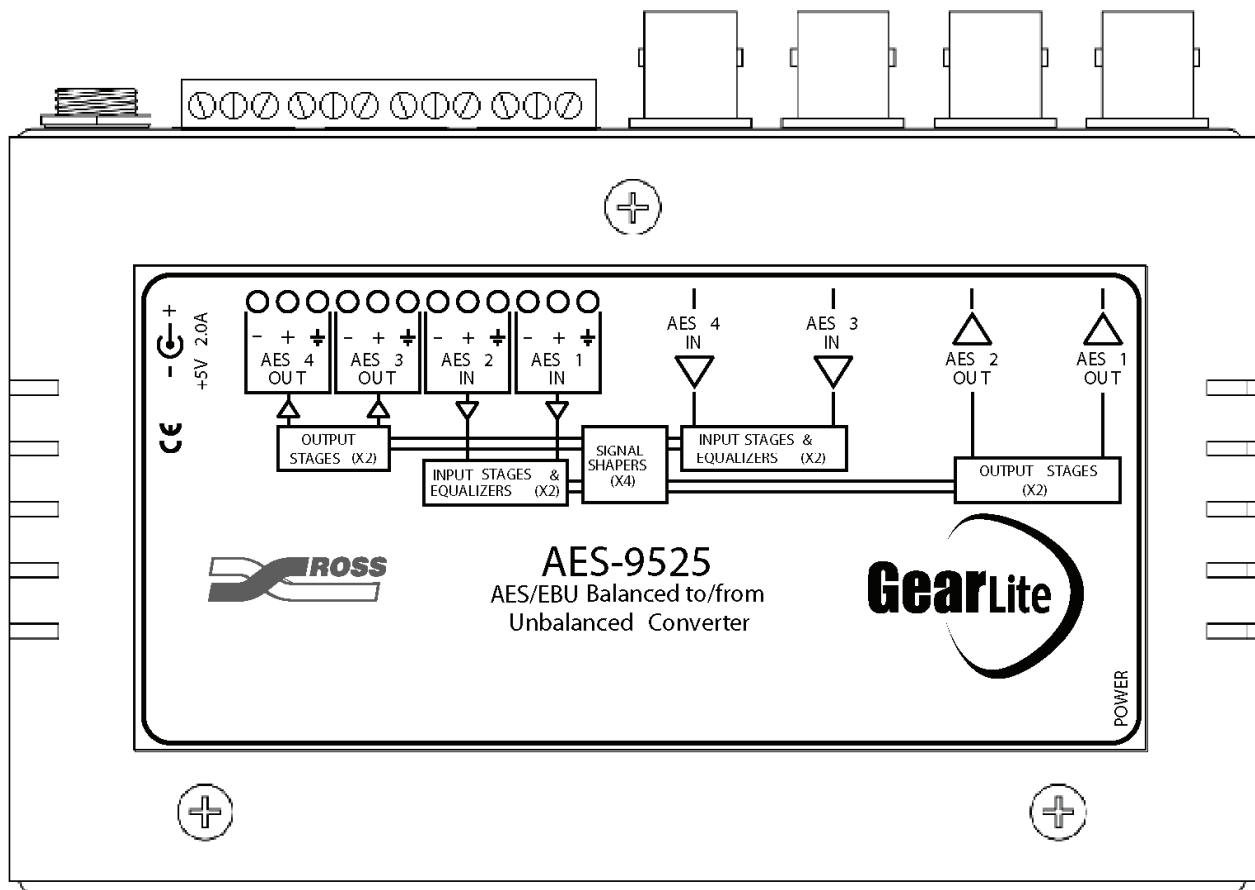 +5V 2.0A
- +
CE
- +
AES 4
OUT
- +
AES 3
OUT
- +
AES 2
IN
- +
AES 1
IN
AES 4
IN
AES 3
IN
AES 2
OUT
AES 1
OUT
OUTPUT
STAGES (X2)
INPUT STAGES &
EQUALIZERS (X2)
SIGNAL
SHAPERS
(X4)
INPUT STAGES &
EQUALIZERS (X2)
OUTPUT STAGES
(X2)
ROSS
AES-9525
AES/EBU Balanced to/from
Unbalanced Converter
GearLite
POWER